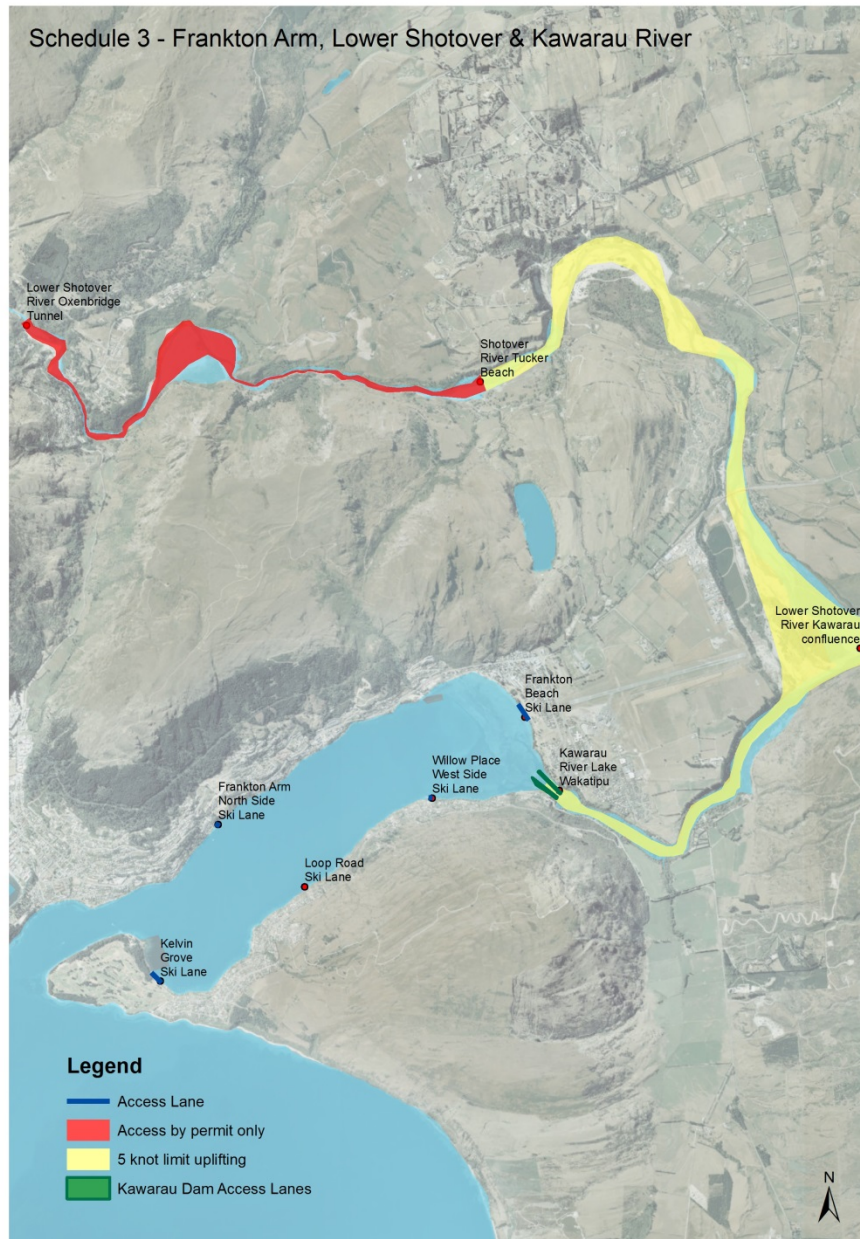 Schedule 3 - Frankton Arm, Lower Shotover & Kawarau River
Lower Shotover
River Oxenbridge
Tunnel
Shotover
River Tucker
Beach
Lower Shotover
River Kawarau
confluence
Frankton
Beach
Ski Lane
Kawarau
River Lake
Wakatipu
Willow Place
West Side
Ski Lane
Frankton Arm
North Side
Ski Lane
Loop Road
Ski Lane
Kelvin
Grove
Ski Lane
Legend
Access Lane
Access by permit only
5 knot limit uplifting
Kawarau Dam Access Lanes
N